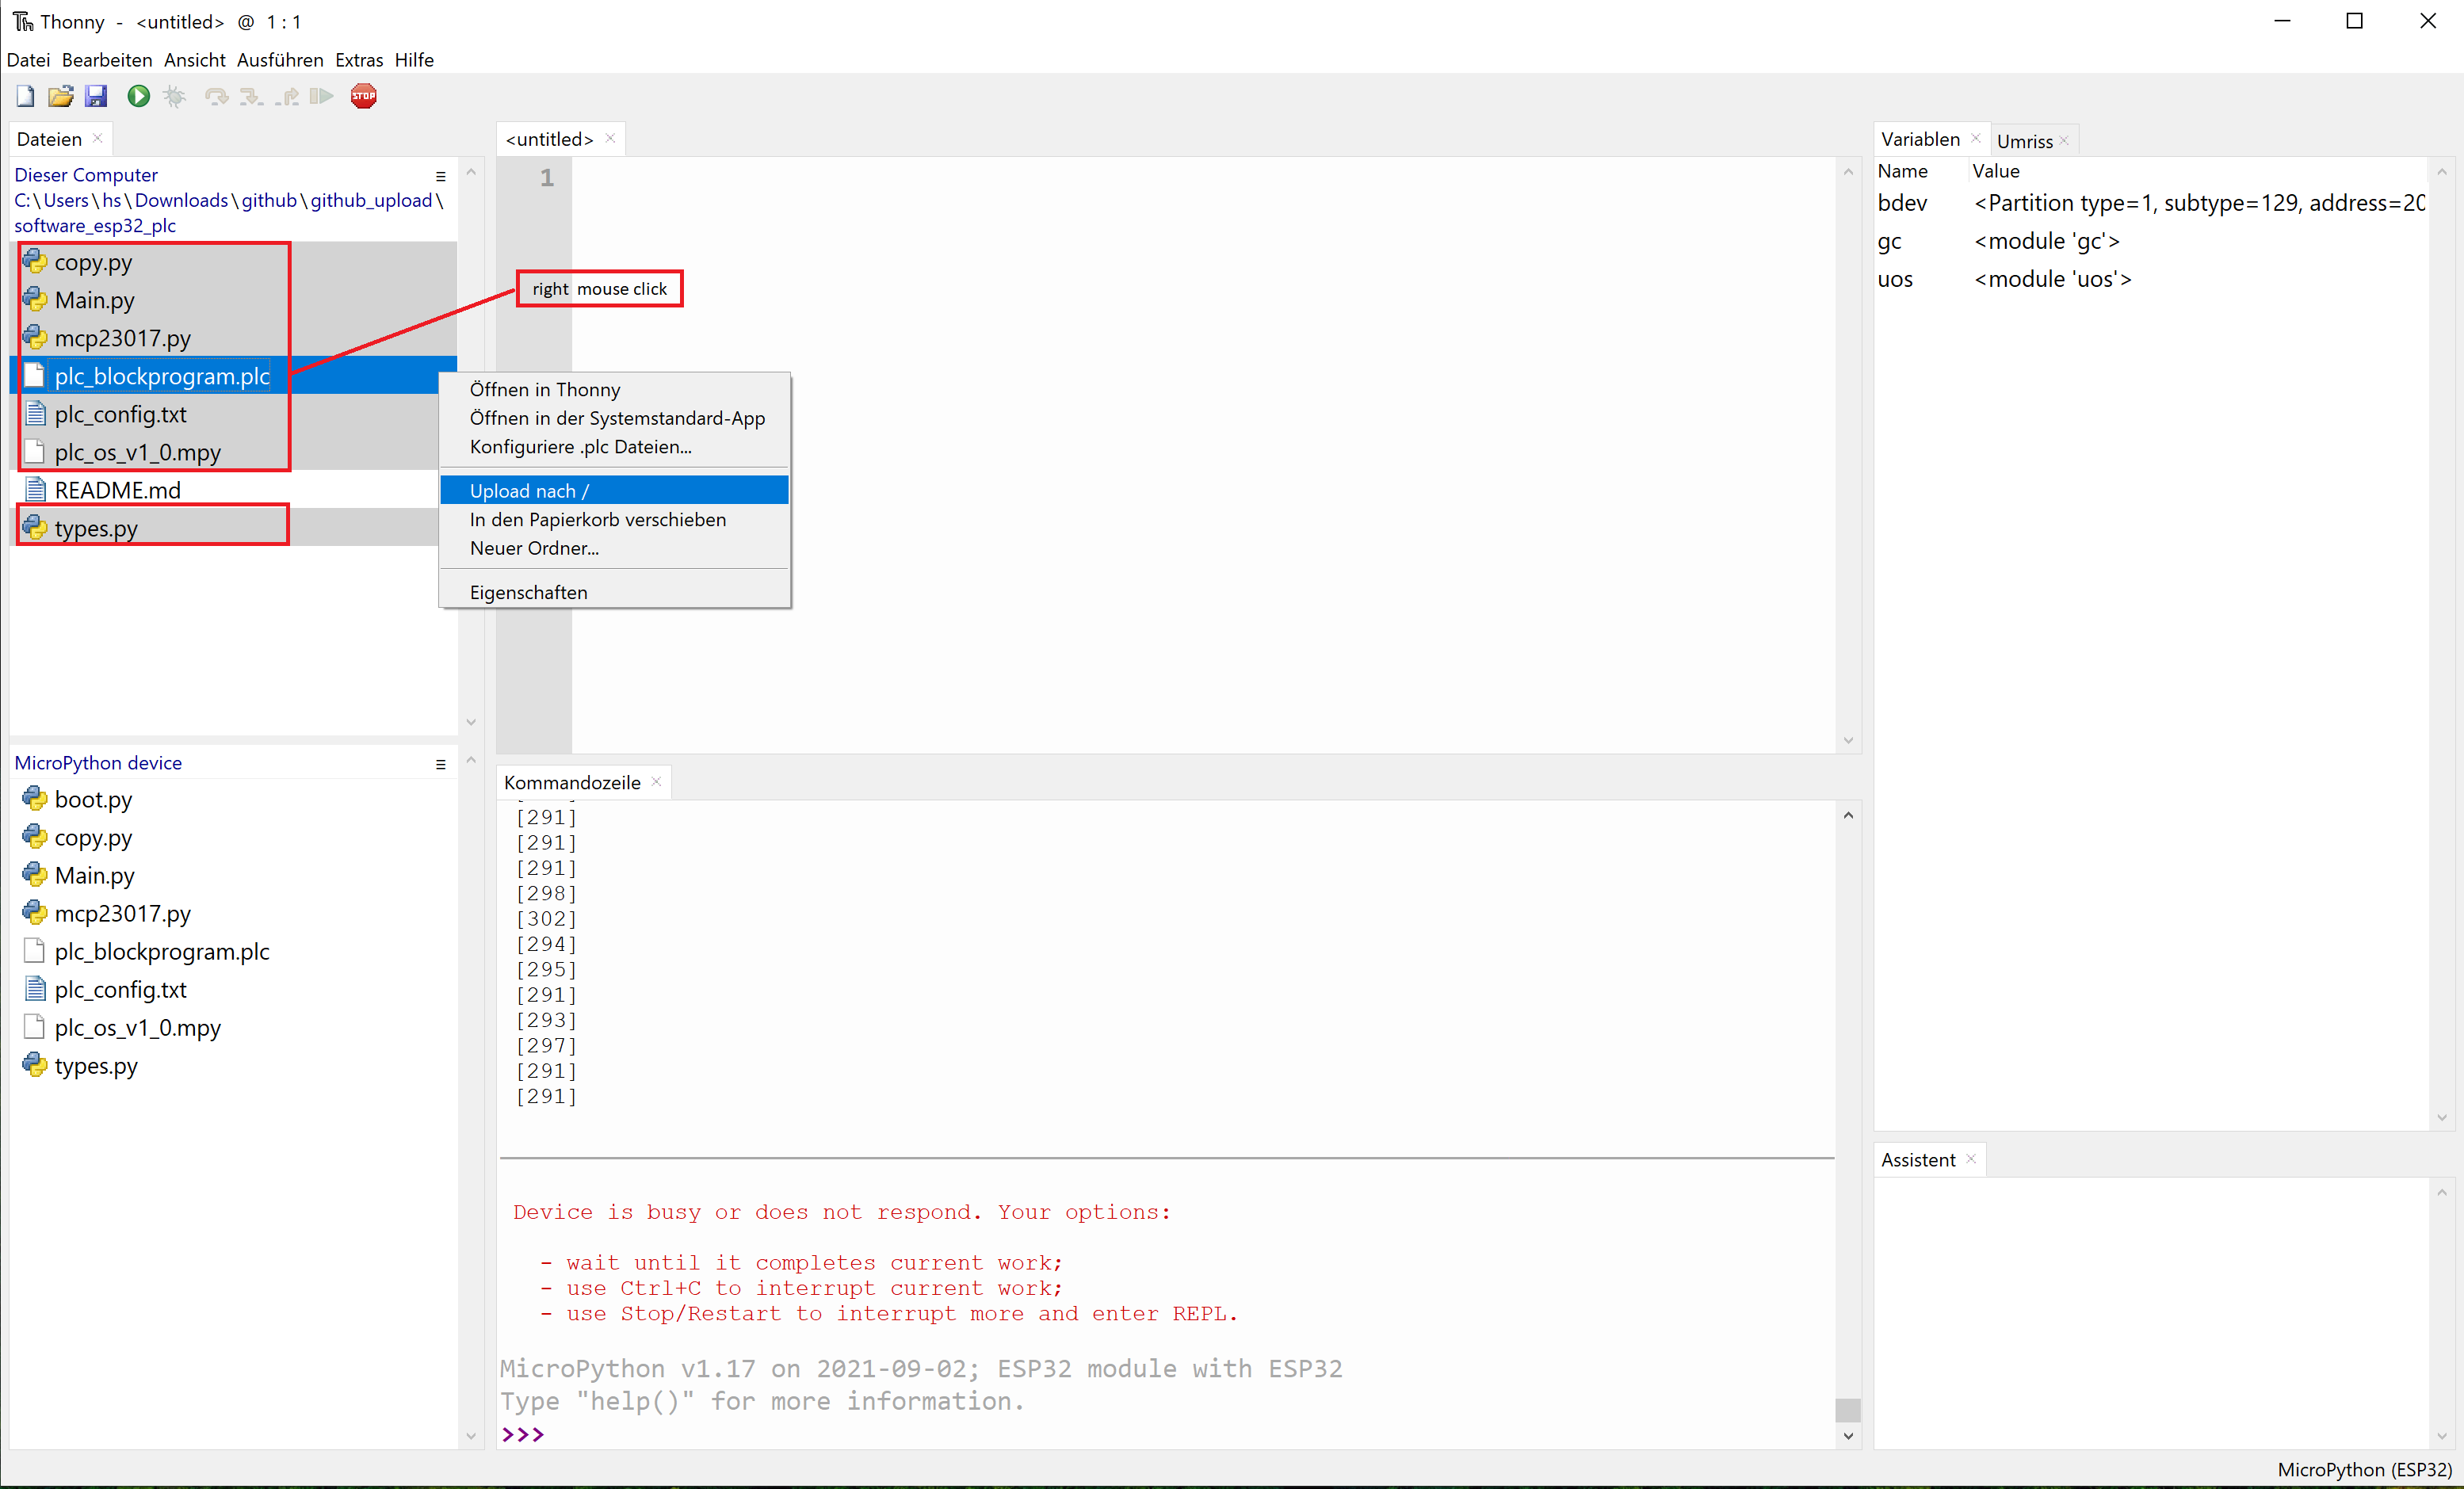 Thonny - <untitled> @ 1 : 1
Datei Bearbeiten Ansicht Ausführen Extras Hilfe
STOP
Dateien
Dieser Computer
C:\Users\hs\Downloads\github\github_upload\
software_esp32_plc
copy.py
Main.py
mcp23017.py
plc_blockprogram.plc
plc_config.txt
plc_os_v1_0.mpy
README.md
types.py
MicroPython device
boot.py
copy.py
Main.py
mcp23017.py
plc_blockprogram.plc
plc_config.txt
plc_os_v1_0.mpy
types.py
<untitled>
1
right mouse click
Öffnen in Thonny
Öffnen in der Systemstandard-App
Konfiguriere .plc Dateien...
Upload nach /
In den Papierkorb verschieben
Neuer Ordner...
Eigenschaften
Kommandozeile
[291]
[291]
[291]
[298]
[302]
[294]
[295]
[291]
[293]
[297]
[291]
[291]
Device is busy or does not respond. Your options:
- wait until it completes current work;
- use Ctrl+C to interrupt current work;
- use Stop/Restart to interrupt more and enter REPL.
MicroPython v1.17 on 2021-09-02; ESP32 module with ESP32
Type "help()" for more information.
>>>
Variablen Umriss
Name Value
bdev <Partition type=1, subtype=129, address=20
gc <module 'gc'>
uos <module 'uos'>
Assistent
MicroPython (ESP32)